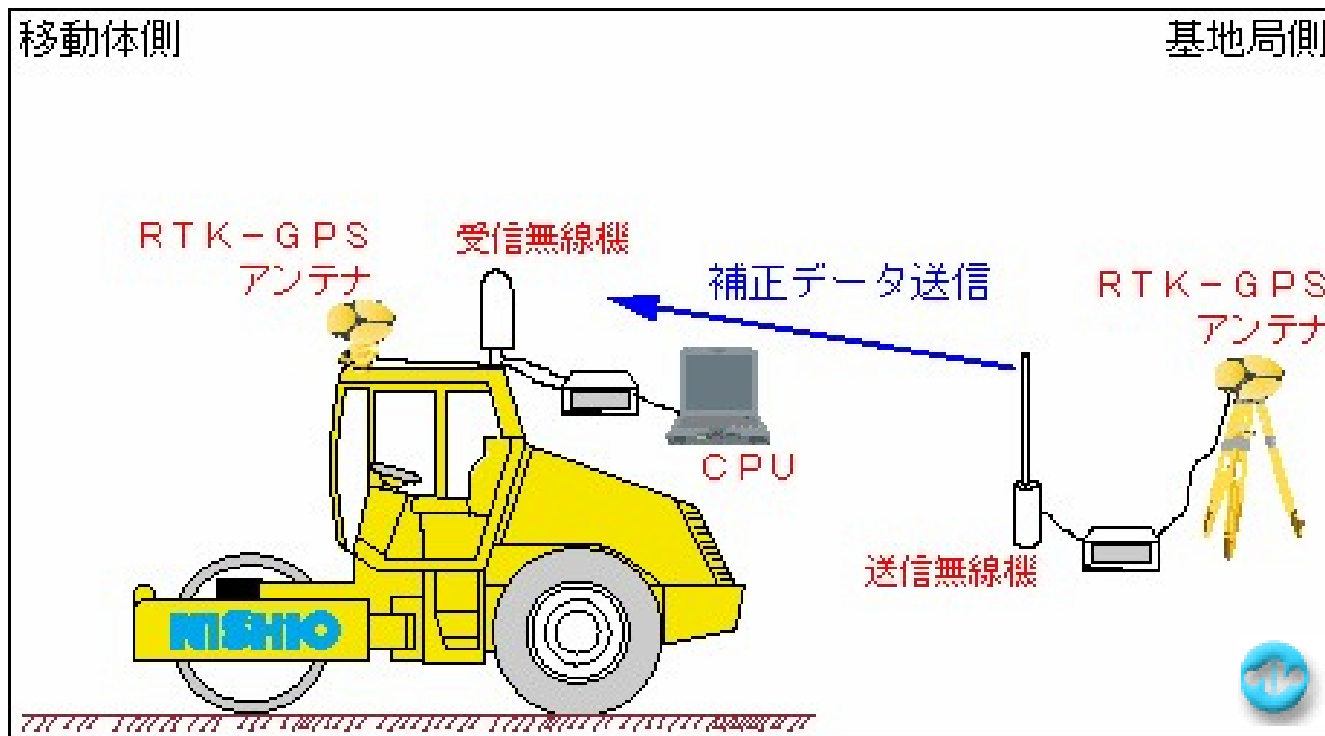 移動体側
基地局側
RTK-GPS
アンテナ
受信無線機
補正データ送信
RTK-GPS
アンテナ
CPU
送信無線機
NISHIO